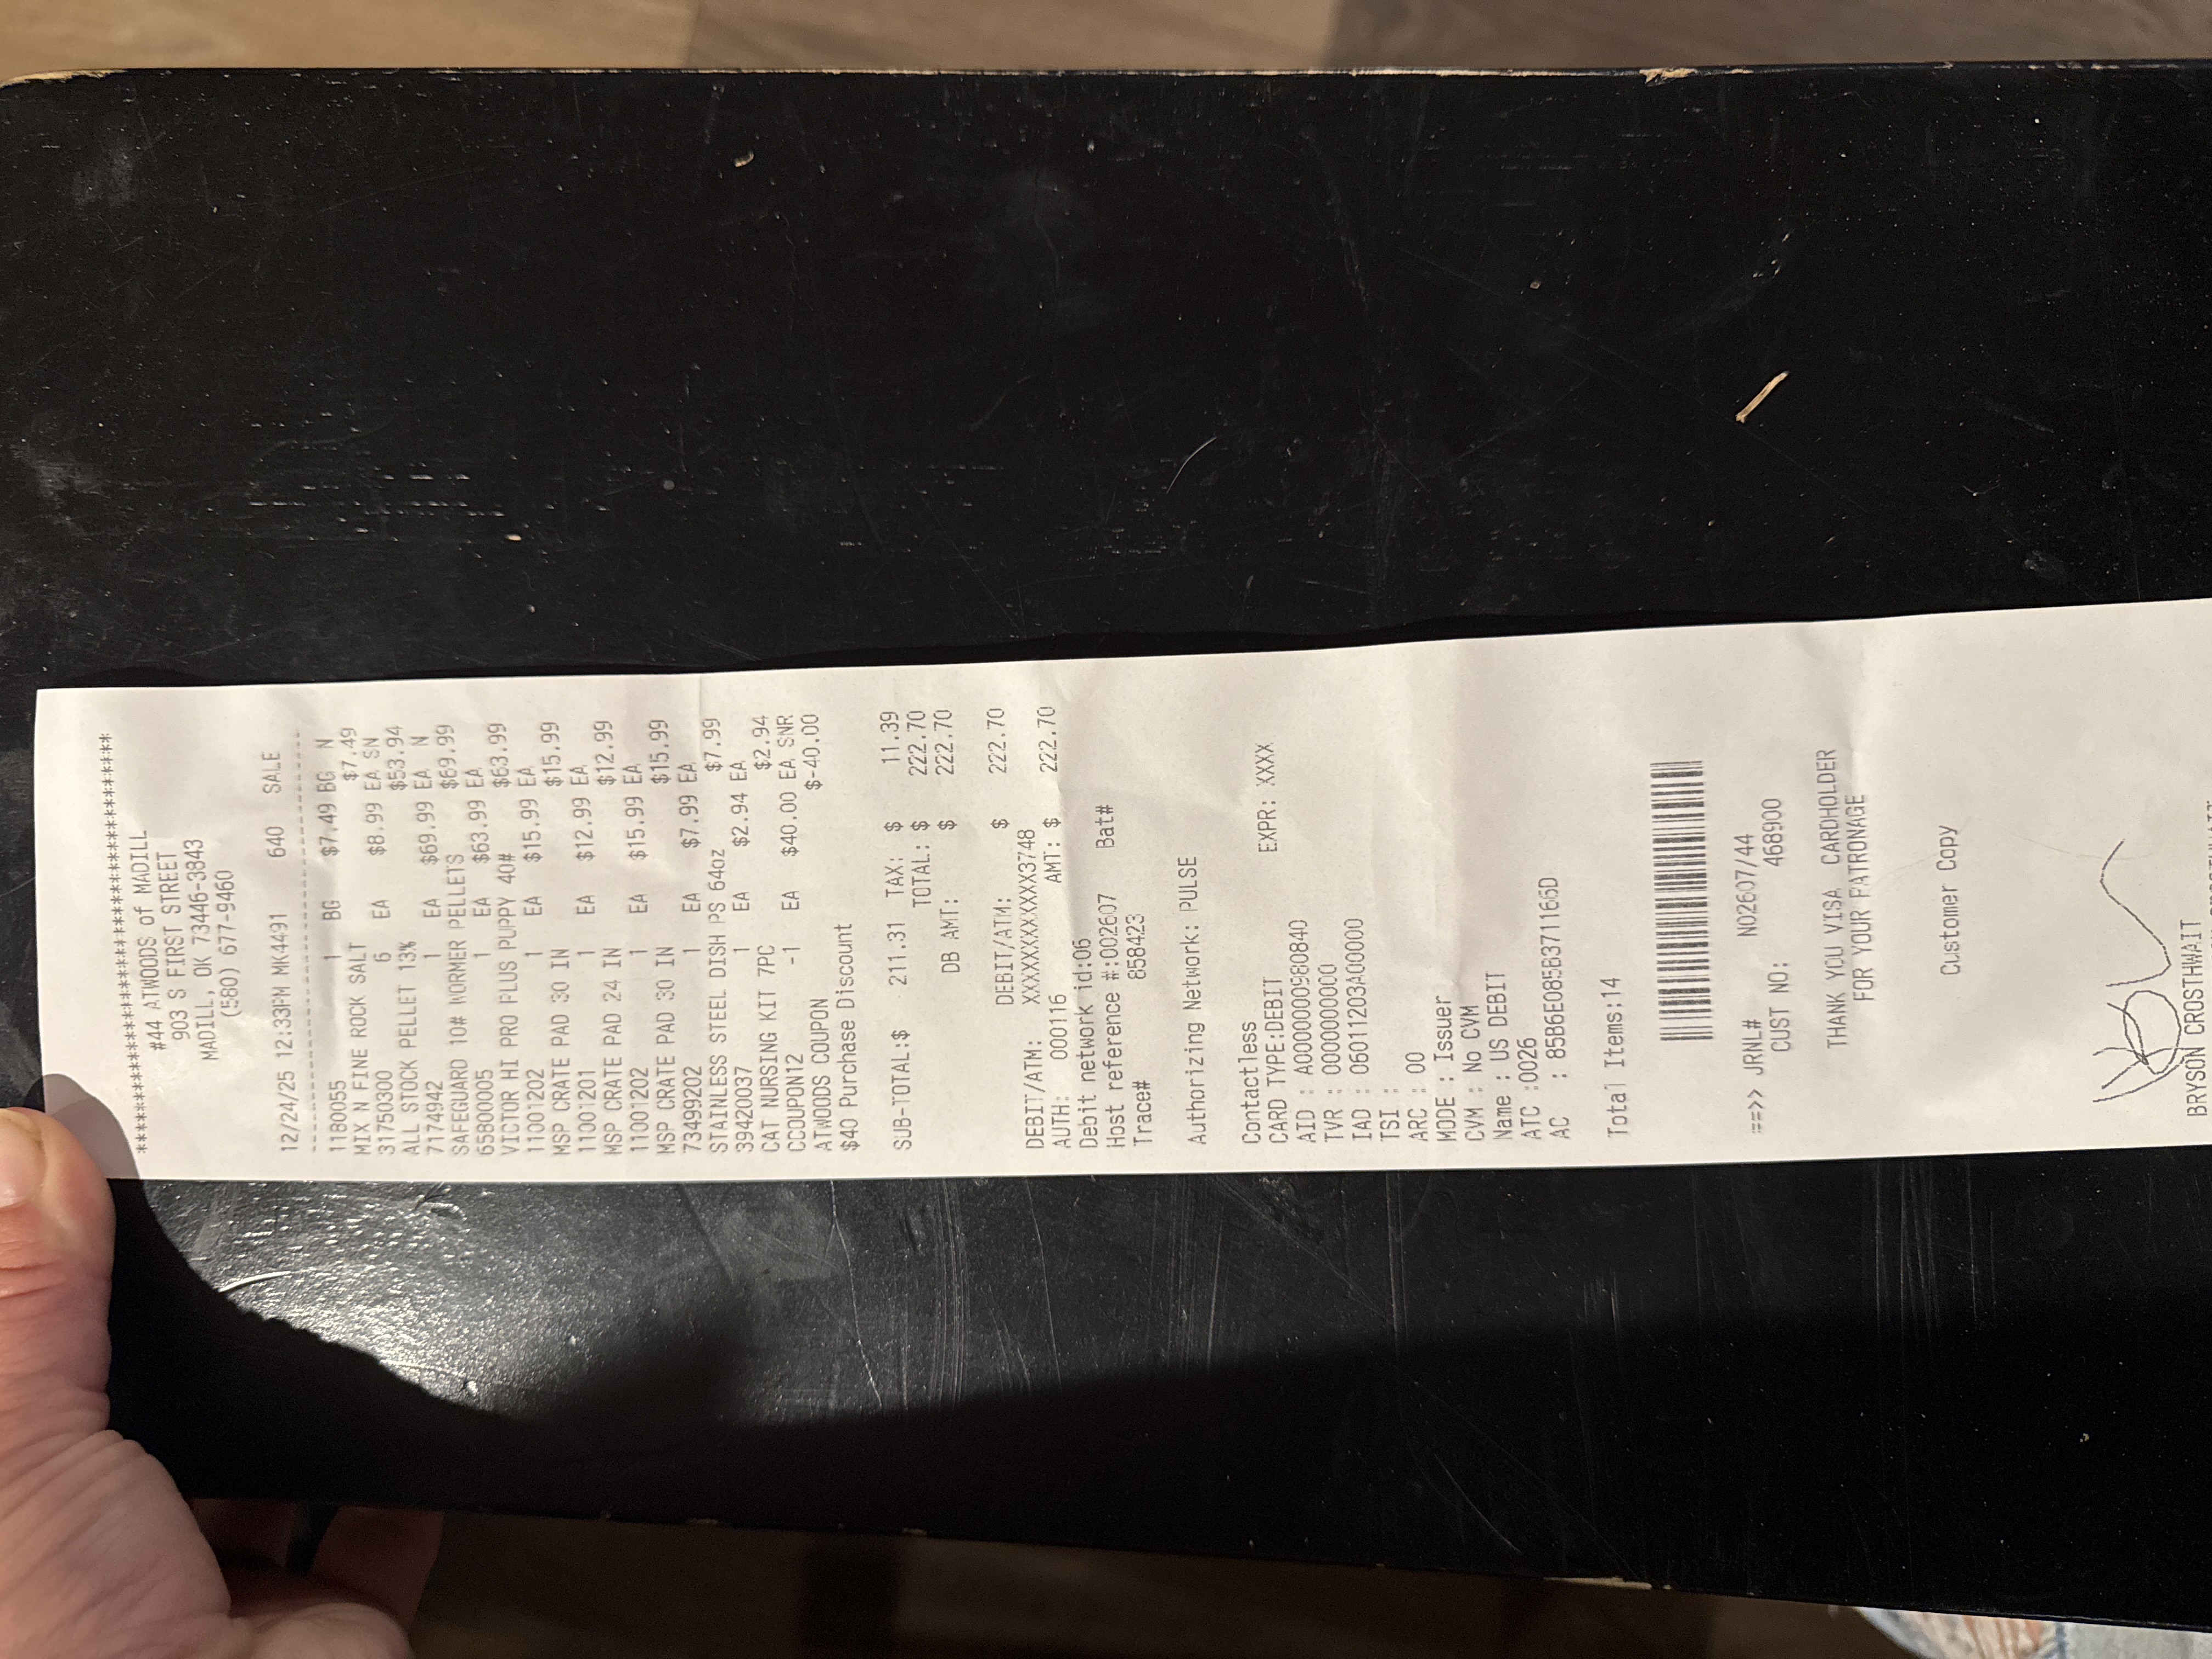 ****************************************
#44 ATWOODS of MADILL
903 S FIRST STREET
MADILL, OK 73446-3843
(580) 677-9460
12/24/25 12:33PM MK4491 640 SALE
----------------------------------------
1180055 1 BG $7.49 BG N
MIX N FINE ROCK SALT $7.49
31750300 6 EA $8.99 EA SN
ALL STOCK PELLET 13% $53.94
7174942 1 EA $69.99 EA N
SAFEGUARD 10# WORMER PELLETS $69.99
65800005 1 EA $63.99 EA
VICTOR HI PRO PLUS PUPPY 40# $63.99
11001202 1 EA $15.99 EA
MSP CRATE PAD 30 IN $15.99
11001201 1 EA $12.99 EA
MSP CRATE PAD 24 IN $12.99
11001202 1 EA $15.99 EA
MSP CRATE PAD 30 IN $15.99
73499202 1 EA $7.99 EA
STAINLESS STEEL DISH PS 64oz $7.99
39420037 1 EA $2.94 EA
CAT NURSING KIT 7PC $2.94
CCOUPON12 -1 EA $40.00 EA SNR
ATWOODS COUPON $-40.00
$40 Purchase Discount
SUB-TOTAL:$ 211.31 TAX: $ 11.39
TOTAL: $ 222.70
DB AMT: $ 222.70
DEBIT/ATM: $ 222.70
DEBIT/ATM: XXXXXXXXXXXXXXX3748
AUTH: 000116 AMT: $ 222.70
Debit network id:06
Host reference #:002607 Bat#
Trace# 858423
Authorizing Network: PULSE
Contactless EXPR: XXXX
CARD TYPE:DEBIT
AID : A0000000980840
TVR : 0000000000
IAD : 06011203A00000
TSI :
ARC : 00
MODE : Issuer
CVM : No CVM
Name : US DEBIT
ATC :0026
AC : 85B6E085B371166D
Total Items:14
==>> JRNL# N02607/44
CUST NO: 468900
THANK YOU VISA CARDHOLDER
FOR YOUR PATRONAGE
Customer Copy
BRYSON CROSTHWAIT